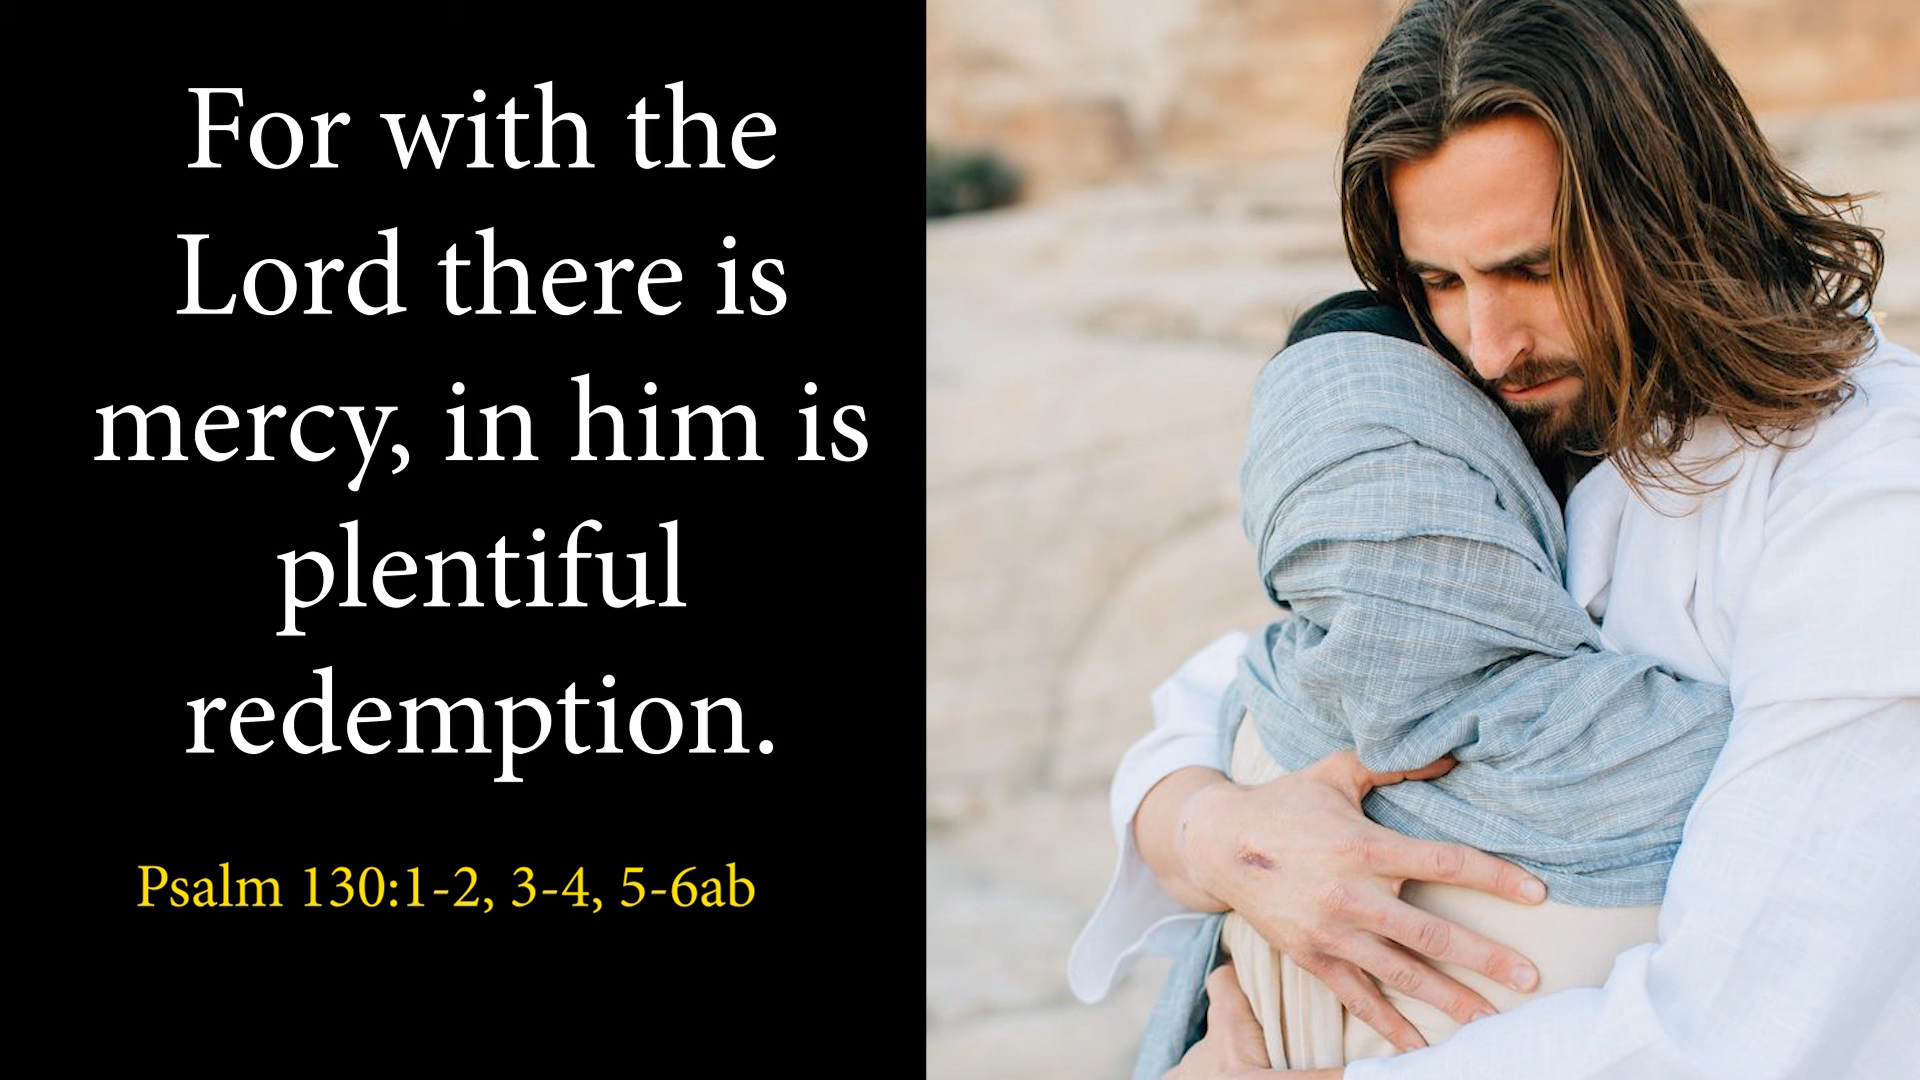 For with the
Lord there is
mercy, in him is
plentiful
redemption.
Psalm 130:1-2, 3-4, 5-6ab